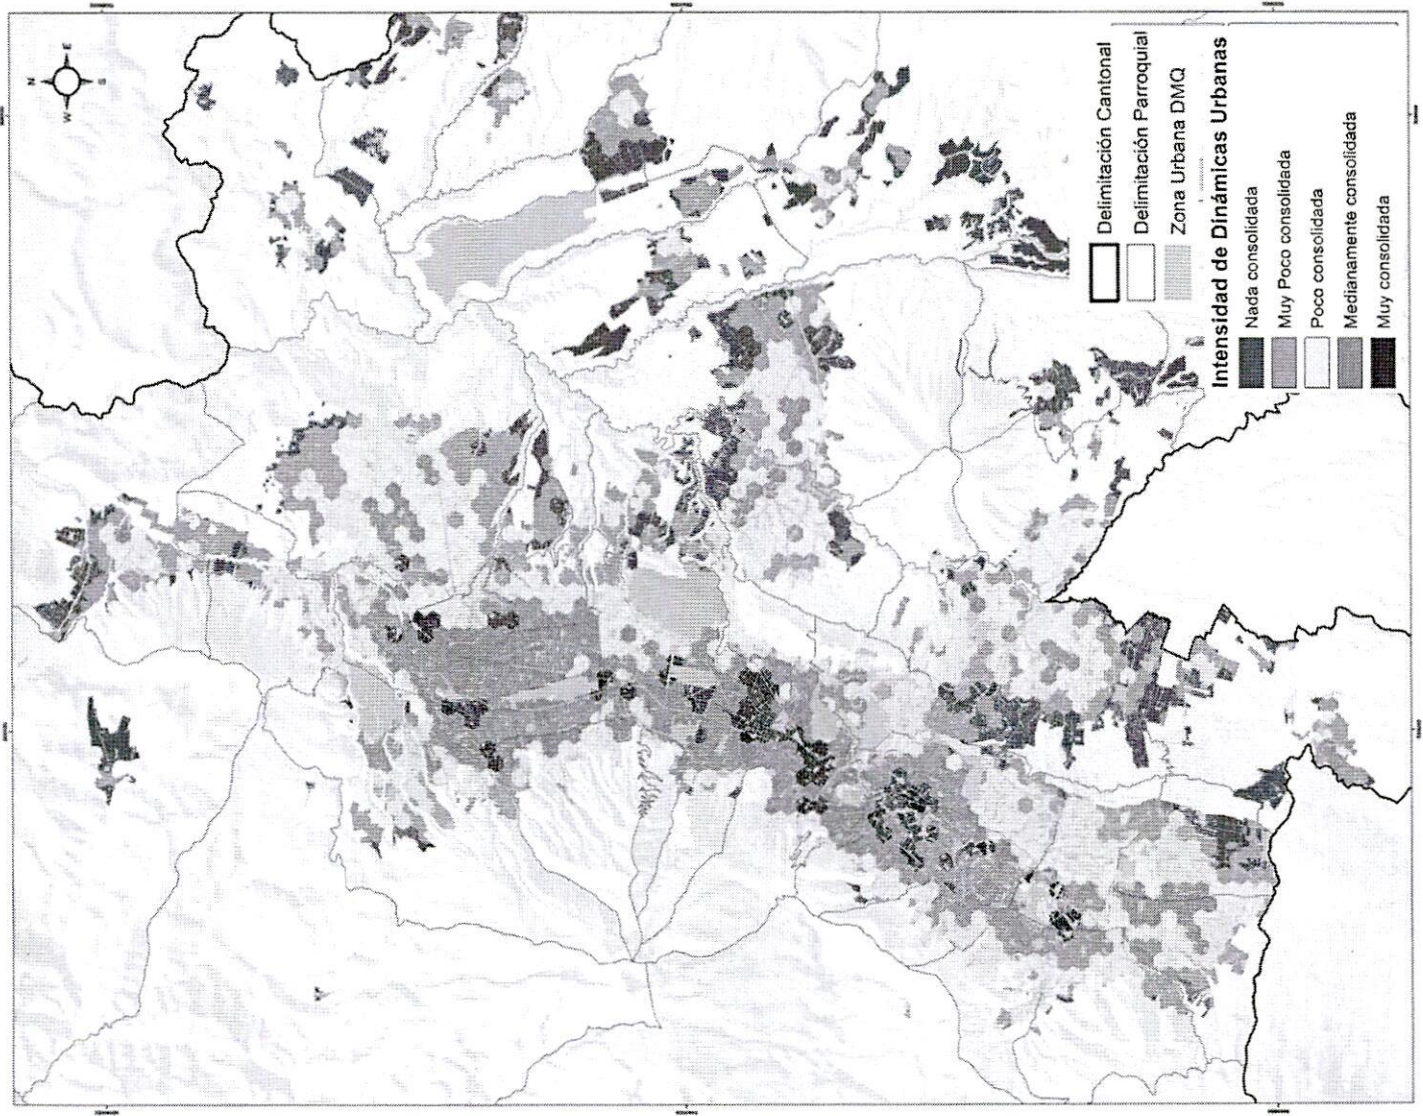 N
W
E
S
Delimitación Cantonal
Delimitación Parroquial
Zona Urbana DMQ
Intensidad de Dinámicas Urbanas
Nada consolidada
Muy Poco consolidada
Poco consolidada
Medianamente consolidada
Muy consolidada